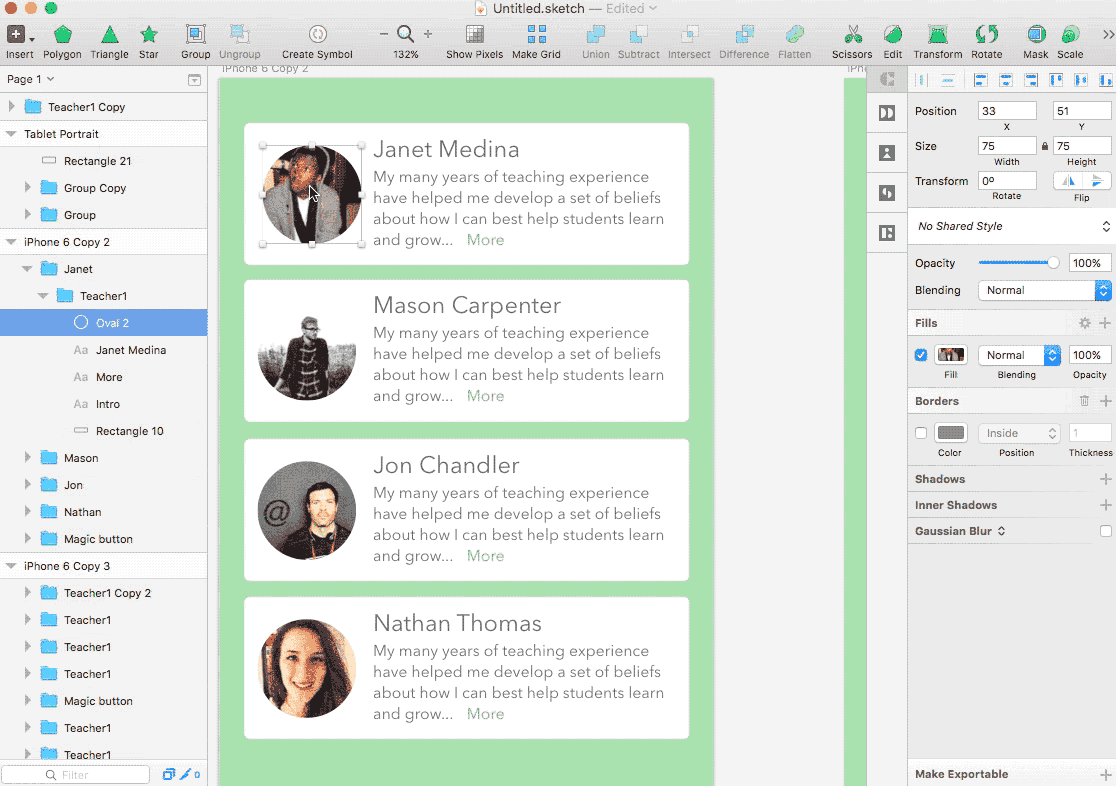 Untitled.sketch — Edited
Insert Polygon Triangle Star Group Ungroup Create Symbol 132% Show Pixels Make Grid Union Subtract Intersect Difference Flatten Scissors Edit Transform Rotate Mask Scale
Page 1
Teacher1 Copy
Tablet Portrait
Rectangle 21
Group Copy
Group
iPhone 6 Copy 2
Janet
Teacher1
Oval 2
Aa Janet Medina
Aa More
Aa Intro
Rectangle 10
Mason
Jon
Nathan
Magic button
iPhone 6 Copy 3
Teacher1 Copy 2
Teacher1
Teacher1
Teacher1
Magic button
Teacher1
Teacher1
Filter
0
iPhone 6 Copy 2
Janet Medina
My many years of teaching experience
have helped me develop a set of beliefs
about how I can best help students learn
and grow... More
Mason Carpenter
My many years of teaching experience
have helped me develop a set of beliefs
about how I can best help students learn
and grow... More
@
Jon Chandler
My many years of teaching experience
have helped me develop a set of beliefs
about how I can best help students learn
and grow... More
Nathan Thomas
My many years of teaching experience
have helped me develop a set of beliefs
about how I can best help students learn
and grow... More
Position 33 51
X Y
Size 75 75
Width Height
Transform 0º
Rotate Flip
No Shared Style
Opacity 100%
Blending Normal
Fills
Normal 100%
Fill Blending Opacity
Borders
Inside 1
Color Position Thickness
Shadows
Inner Shadows
Gaussian Blur
Make Exportable